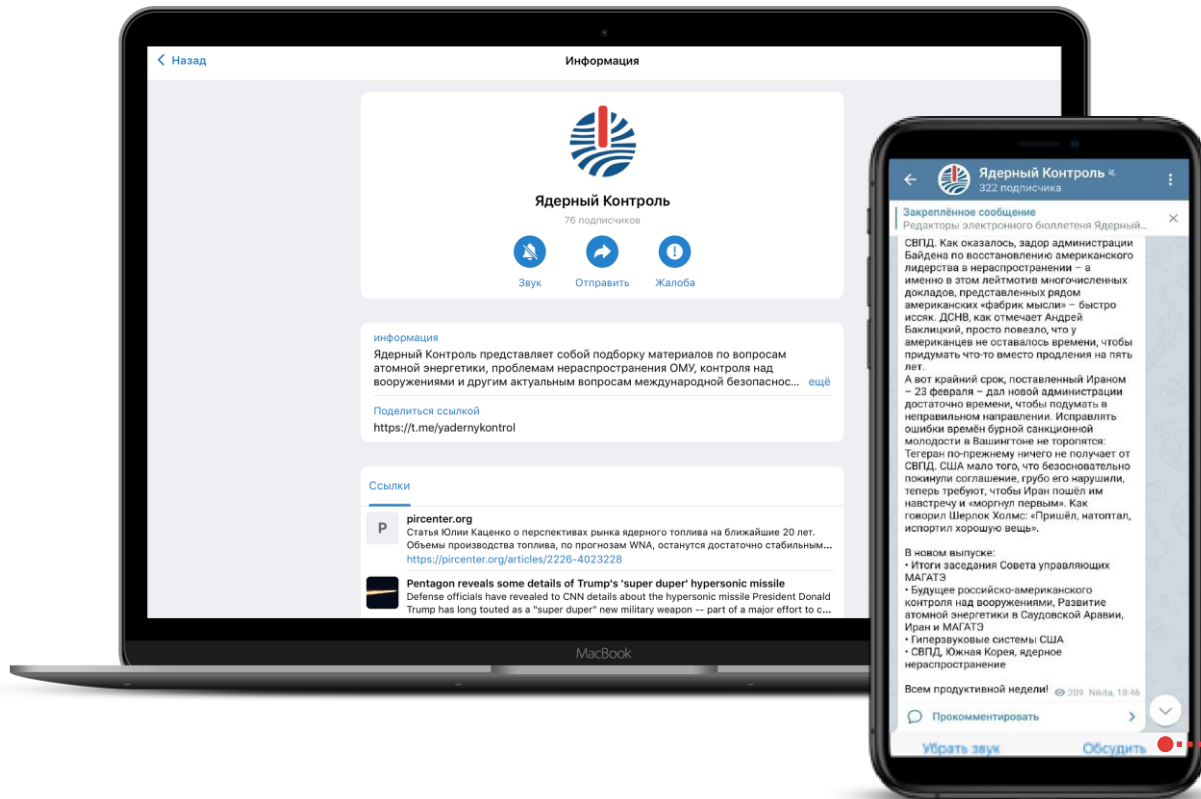 Назад
Информация
Ядерный Контроль
76 подписчиков
Звук
Отправить
Жалоба
информация
Ядерный Контроль представляет собой подборку материалов по вопросам
атомной энергетики, проблемам нераспространения ОМУ, контроля над
вооружениями и другим актуальным вопросам международной безопаснос... ещё
Поделиться ссылкой
https://t.me/yadernykontrol
Ссылки
P
pircenter.org
Статья Юлии Каценко о перспективах рынка ядерного топлива на ближайшие 20 лет.
Объемы производства топлива, по прогнозам WNA, останутся достаточно стабильным...
https://pircenter.org/articles/2226-4023228
Pentagon reveals some details of Trump's 'super duper' hypersonic missile
Defense officials have revealed to CNN details about the hypersonic missile President Donald
Trump has long touted as a "super duper" new military weapon -- part of a major effort to c...
MacBook
Ядерный Контроль
322 подписчика
Закреплённое сообщение
Редакторы электронного бюллетеня Ядерный...
СВПД. Как оказалось, задор администрации
Байдена по восстановлению американского
лидерства в нераспространении – а
именно в этом лейтмотив многочисленных
докладов, представленных рядом
американских «фабрик мысли» – быстро
иссяк. ДСНВ, как отмечает Андрей
Баклицкий, просто повезло, что у
американцев не оставалось времени, чтобы
придумать что-то вместо продления на пять
лет.
А вот крайний срок, поставленный Ираном
– 23 февраля – дал новой администрации
достаточно времени, чтобы подумать в
неправильном направлении. Исправлять
ошибки времён бурной санкционной
молодости в Вашингтоне не торопятся:
Тегеран по-прежнему ничего не получает от
СВПД. США мало того, что безосновательно
покинули соглашение, грубо его нарушили,
теперь требуют, чтобы Иран пошёл им
навстречу и «моргнул первым». Как
говорил Шерлок Холмс: «Пришёл, натоптал,
испортил хорошую вещь».
В новом выпуске:
• Итоги заседания Совета управляющих
МАГАТЭ
• Будущее российско-американского
контроля над вооружениями, Развитие
атомной энергетики в Саудовской Аравии,
Иран и МАГАТЭ
• Гиперзвуковые системы США
• СВПД, Южная Корея, ядерное
нераспространение
Всем продуктивной недели! 209 Nikita, 18:46
Прокомментировать
Убрать звук
Обсудить